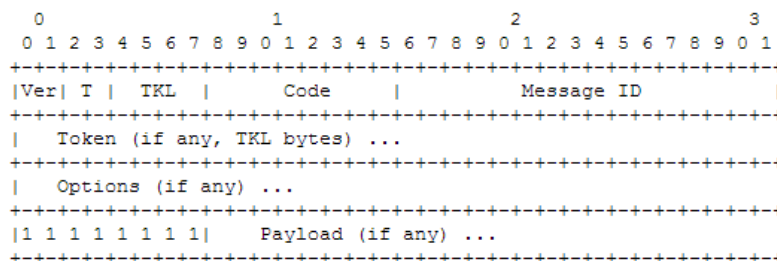 0                   1                   2                   3
0 1 2 3 4 5 6 7 8 9 0 1 2 3 4 5 6 7 8 9 0 1 2 3 4 5 6 7 8 9 0 1
+-+-+-+-+-+-+-+-+-+-+-+-+-+-+-+-+-+-+-+-+-+-+-+-+-+-+-+-+-+-+-
|Ver| T |  TKL  |      Code     |          Message ID           |
+-+-+-+-+-+-+-+-+-+-+-+-+-+-+-+-+-+-+-+-+-+-+-+-+-+-+-+-+-+-+-
|   Token (if any, TKL bytes) ...
+-+-+-+-+-+-+-+-+-+-+-+-+-+-+-+-+-+-+-+-+-+-+-+-+-+-+-+-+-+-+-
|   Options (if any) ...
+-+-+-+-+-+-+-+-+-+-+-+-+-+-+-+-+-+-+-+-+-+-+-+-+-+-+-+-+-+-+-
|1 1 1 1 1 1 1 1|    Payload (if any) ...
+-+-+-+-+-+-+-+-+-+-+-+-+-+-+-+-+-+-+-+-+-+-+-+-+-+-+-+-+-+-+-